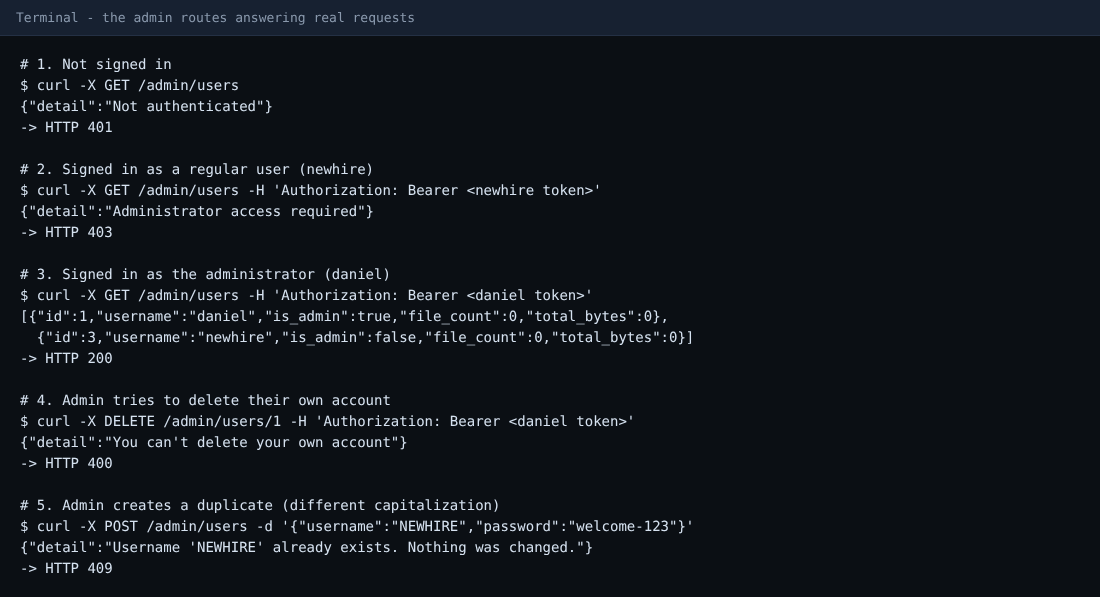 Terminal - the admin routes answering real requests
# 1. Not signed in
$ curl -X GET /admin/users
{"detail":"Not authenticated"}
-> HTTP 401
# 2. Signed in as a regular user (newhire)
$ curl -X GET /admin/users -H 'Authorization: Bearer <newhire token>'
{"detail":"Administrator access required"}
-> HTTP 403
# 3. Signed in as the administrator (daniel)
$ curl -X GET /admin/users -H 'Authorization: Bearer <daniel token>'
[{"id":1,"username":"daniel","is_admin":true,"file_count":0,"total_bytes":0},
{"id":3,"username":"newhire","is_admin":false,"file_count":0,"total_bytes":0}]
-> HTTP 200
# 4. Admin tries to delete their own account
$ curl -X DELETE /admin/users/1 -H 'Authorization: Bearer <daniel token>'
{"detail":"You can't delete your own account"}
-> HTTP 400
# 5. Admin creates a duplicate (different capitalization)
$ curl -X POST /admin/users -d '{"username":"NEWHIRE","password":"welcome-123"}'
{"detail":"Username 'NEWHIRE' already exists. Nothing was changed."}
-> HTTP 409